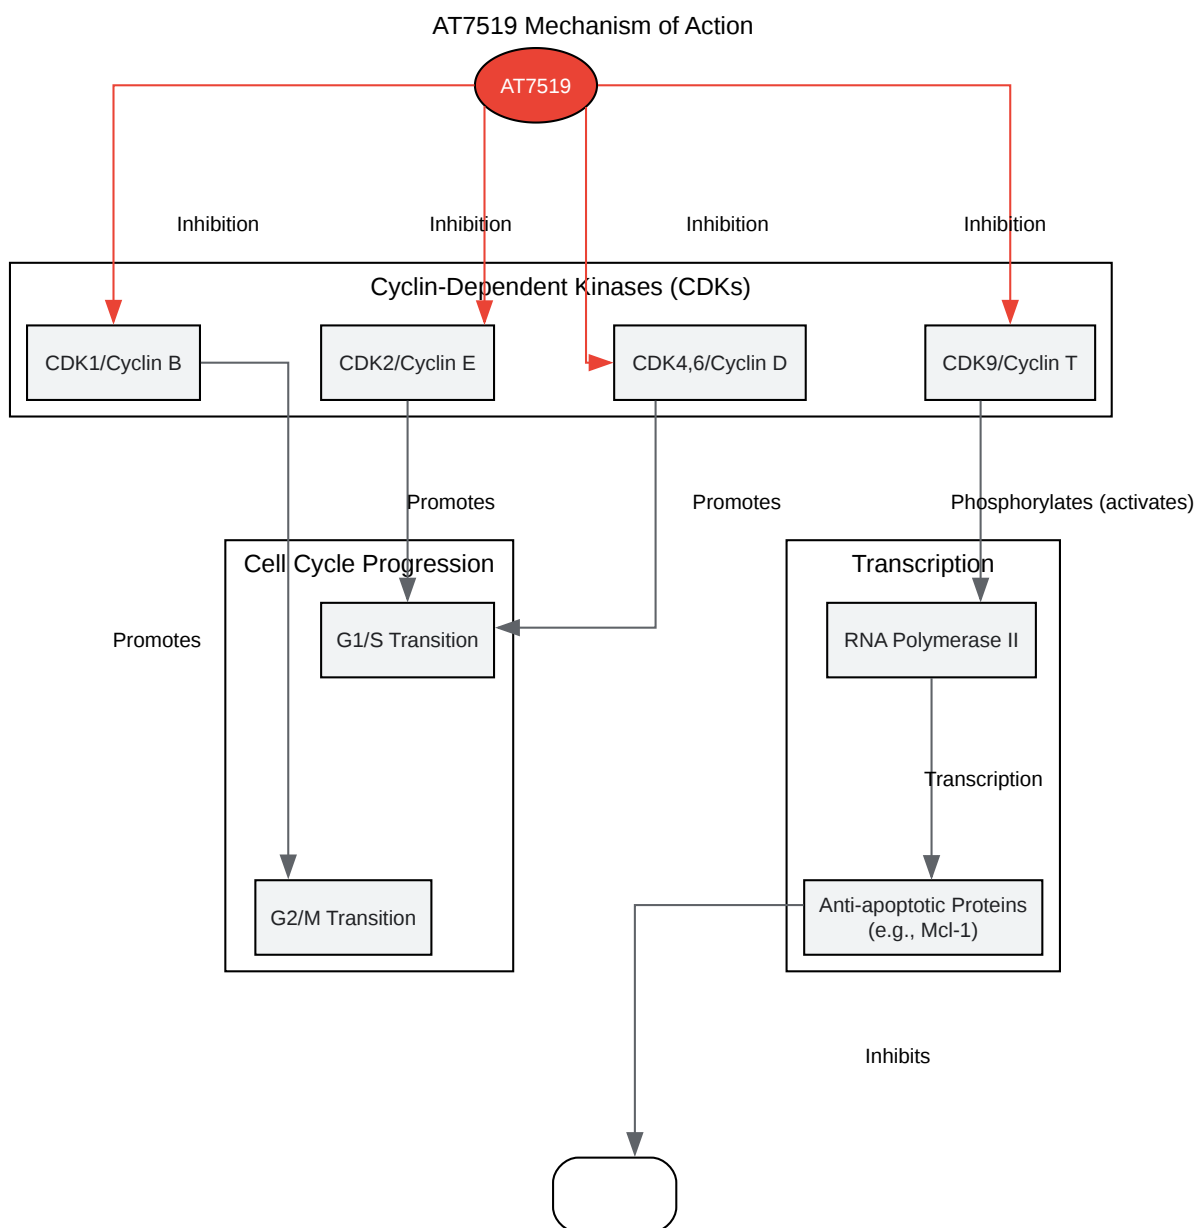 AT7519 Mechanism of Action
AT7519
Inhibition
Inhibition
Inhibition
Inhibition
Cyclin-Dependent Kinases (CDKs)
CDK1/Cyclin B
CDK2/Cyclin E
CDK4,6/Cyclin D
CDK9/Cyclin T
Promotes
Promotes
Phosphorylates (activates)
Cell Cycle Progression
Transcription
Promotes
G1/S Transition
RNA Polymerase II
Transcription
G2/M Transition
Anti-apoptotic Proteins
(e.g., Mcl-1)
Inhibits